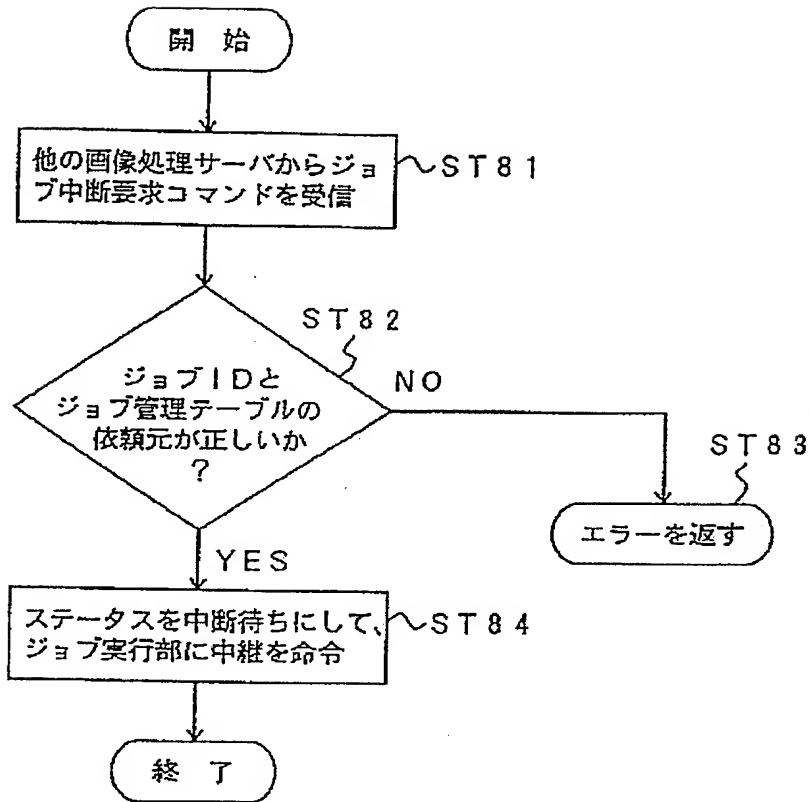 開 始
他の画像処理サーバからジョ
ブ中断要求コマンドを受信
ST81
ST82
ジョブIDと
ジョブ管理テーブルの
依頼元が正しいか
?
NO
ST83
エラーを返す
YES
ステータスを中断待ちにして、
ジョブ実行部に中継を命令
ST84
終 了